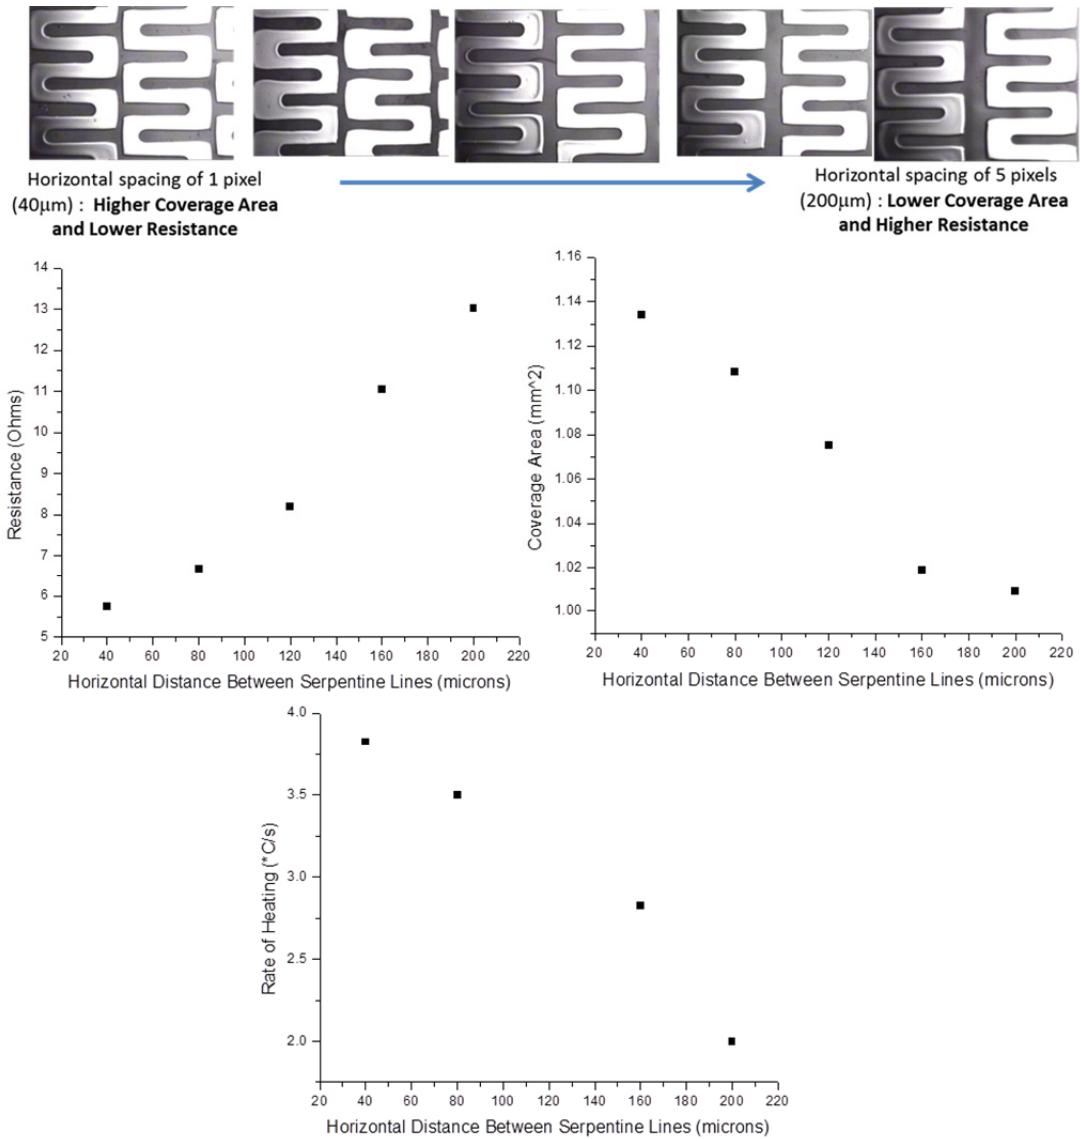 Horizontal spacing of 1 pixel
(40µm) : Higher Coverage Area
and Lower Resistance
Horizontal spacing of 5 pixels
(200µm) : Lower Coverage Area
and Higher Resistance
14
13
12
11
10
9
8
7
6
5
Resistance (Ohms)
20 40 60 80 100 120 140 160 180 200 220
Horizontal Distance Between Serpentine Lines (microns)
1.16
1.14
1.12
1.10
1.08
1.06
1.04
1.02
1.00
Coverage Area (mm^2)
20 40 60 80 100 120 140 160 180 200 220
Horizontal Distance Between Serpentine Lines (microns)
4.0
3.5
3.0
2.5
2.0
Rate of Heating (*C/s)
20 40 60 80 100 120 140 160 180 200 220
Horizontal Distance Between Serpentine Lines (microns)